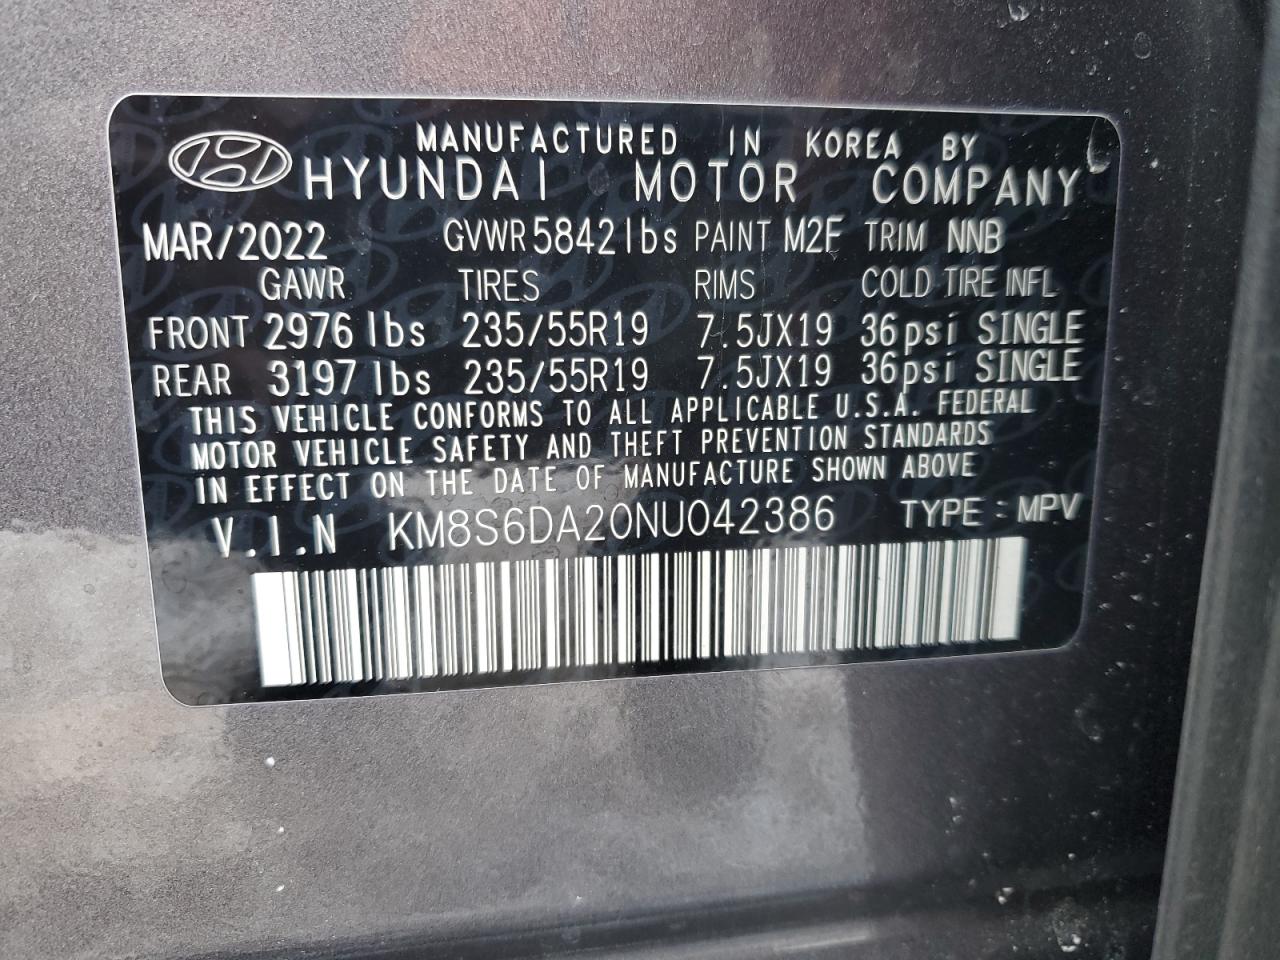 MANUFACTURED IN KOREA BY
HYUNDAI MOTOR COMPANY
MAR/2022 GVWR 5842lbs PAINT M2F TRIM NNB
GAWR TIRES RIMS COLD TIRE INFL
FRONT 2976 lbs 235/55R19 7.5JX19 36psi SINGLE
REAR 3197 lbs 235/55R19 7.5JX19 36psi SINGLE
THIS VEHICLE CONFORMS TO ALL APPLICABLE U.S.A. FEDERAL
MOTOR VEHICLE SAFETY AND THEFT PREVENTION STANDARDS
IN EFFECT ON THE DATE OF MANUFACTURE SHOWN ABOVE
V.I.N KM8S6DA20NU042386 TYPE : MPV